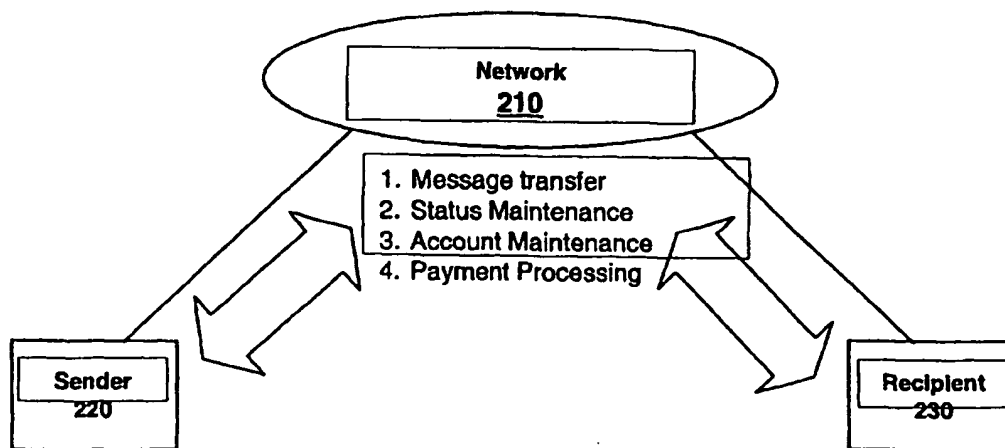 Network
210
1. Message transfer
2. Status Maintenance
3. Account Maintenance
4. Payment Processing
Sender
220
Recipient
230